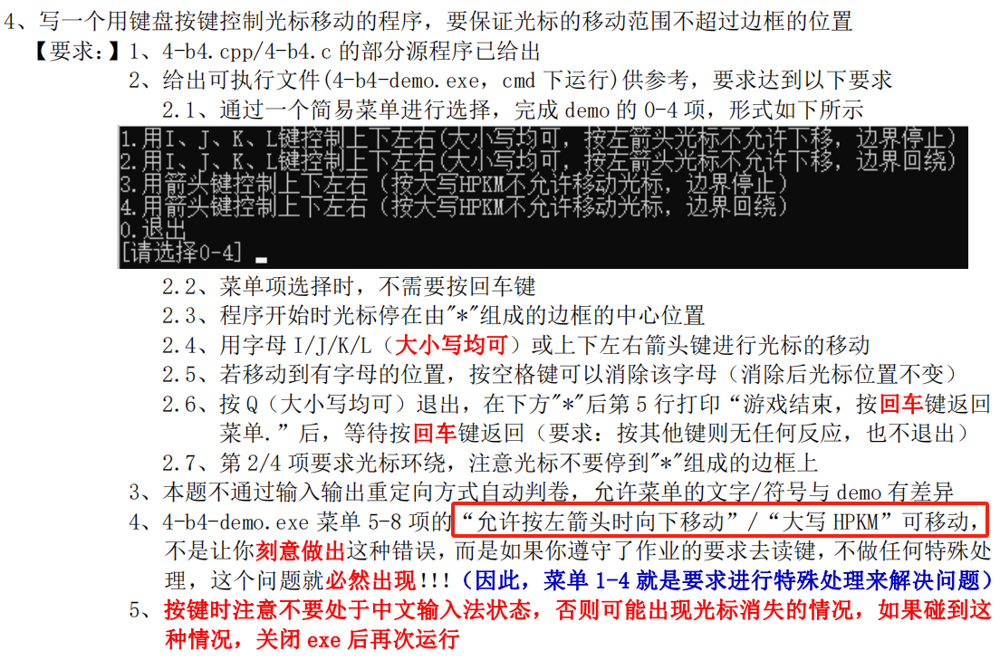 4、写一个用键盘按键控制光标移动的程序，要保证光标的移动范围不超过边框的位置
【要求：】1、4-b4.cpp/4-b4.c 的部分源程序已给出
2、给出可执行文件(4-b4-demo.exe，cmd 下运行)供参考，要求达到以下要求
2.1、通过一个简易菜单进行选择，完成 demo 的 0-4 项，形式如下所示
1.用I、J、K、L键控制上下左右(大小写均可，按左箭头光标不允许下移，边界停止)
2.用I、J、K、L键控制上下左右(大小写均可，按左箭头光标不允许下移，边界回绕)
3.用箭头键控制上下左右（按大写HPKM不允许移动光标，边界停止）
4.用箭头键控制上下左右（按大写HPKM不允许移动光标，边界回绕）
0.退出
[请选择0-4]
2.2、菜单项选择时，不需要按回车键
2.3、程序开始时光标停在由"*"组成的边框的中心位置
2.4、用字母 I/J/K/L（大小写均可）或上下左右箭头键进行光标的移动
2.5、若移动到有字母的位置，按空格键可以消除该字母（消除后光标位置不变）
2.6、按 Q（大小写均可）退出，在下方"*"后第 5 行打印“游戏结束，按回车键返回
菜单.”后，等待按回车键返回（要求：按其他键则无任何反应，也不退出）
2.7、第 2/4 项要求光标环绕，注意光标不要停到"*"组成的边框上
3、本题不通过输入输出重定向方式自动判卷，允许菜单的文字/符号与 demo 有差异
4、4-b4-demo.exe 菜单 5-8 项的“允许按左箭头时向下移动”/“大写 HPKM”可移动，
不是让你刻意做出这种错误，而是如果你遵守了作业的要求去读键，不做任何特殊处
理，这个问题就必然出现!!!（因此，菜单 1-4 就是要求进行特殊处理来解决问题）
5、按键时注意不要处于中文输入法状态，否则可能出现光标消失的情况，如果碰到这
种情况，关闭 exe 后再次运行